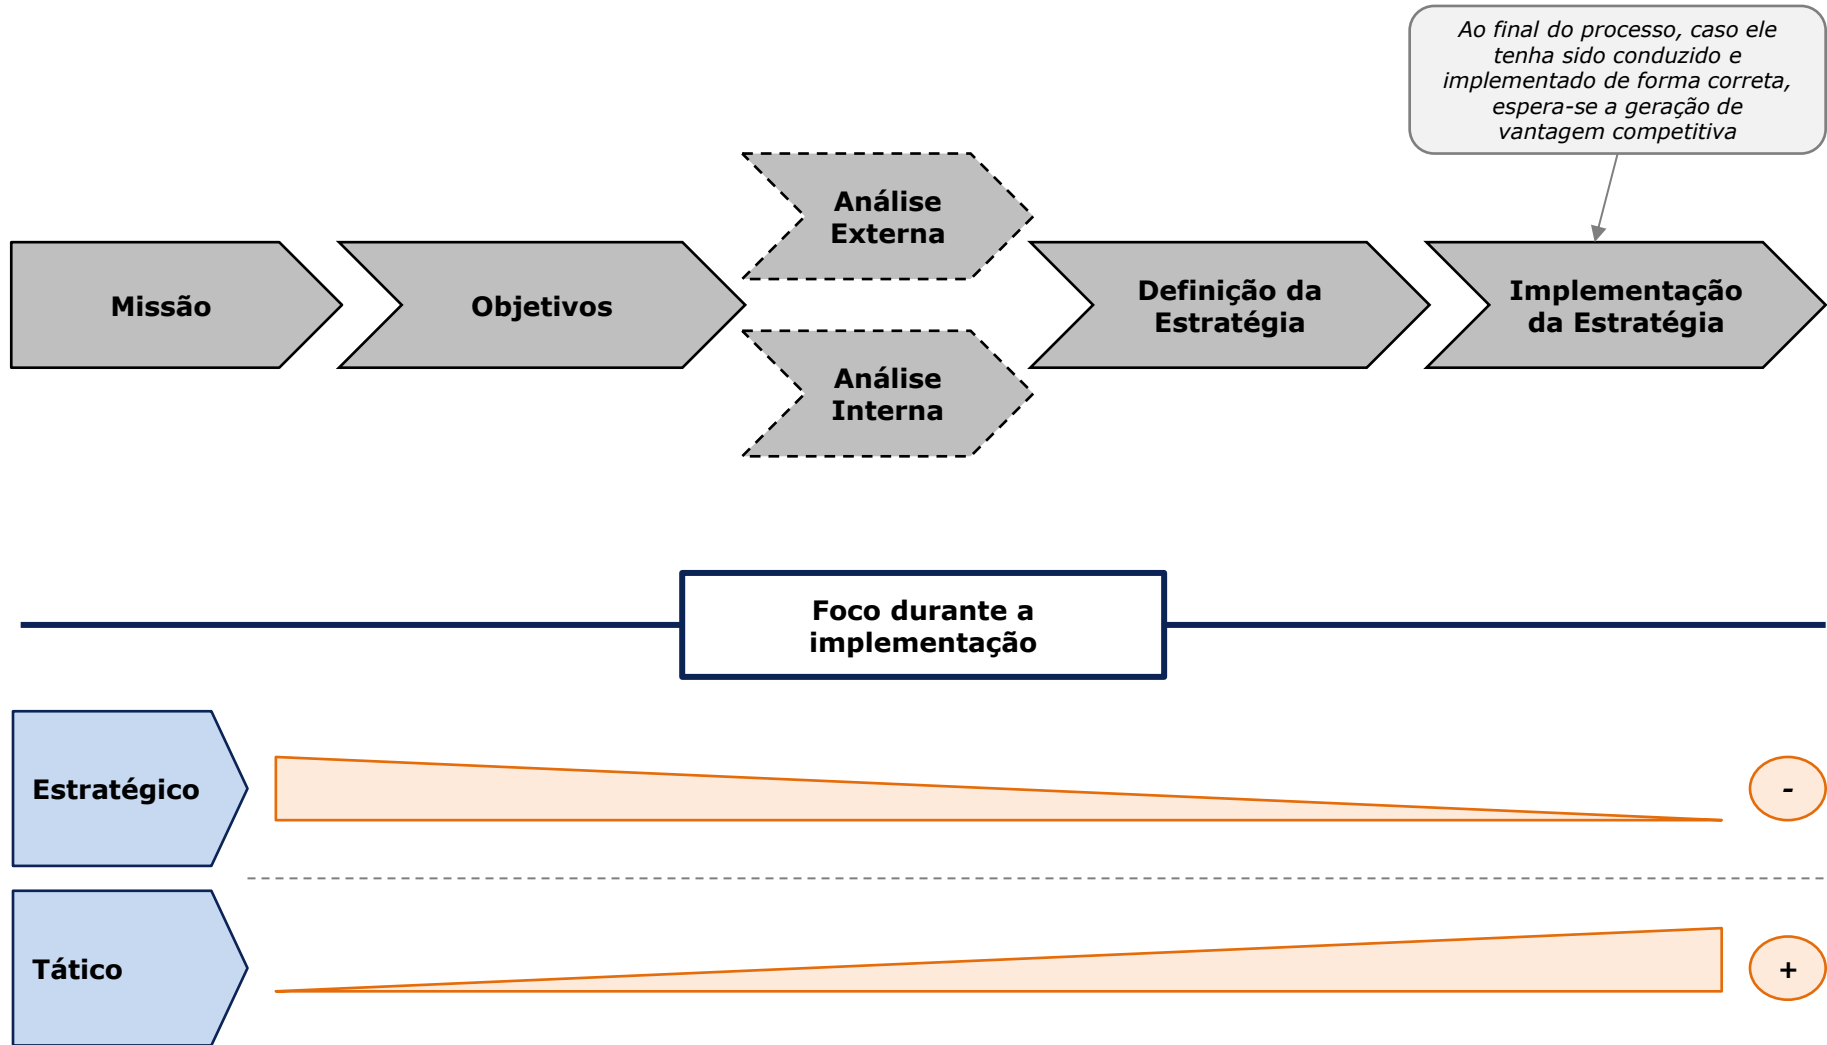 Ao final do processo, caso ele
tenha sido conduzido e
implementado de forma correta,
espera-se a geração de
vantagem competitiva
Missão
Objetivos
Análise
Externa
Análise
Interna
Definição da
Estratégia
Implementação
da Estratégia
Foco durante a
implementação
Estratégico
-
Tático
+